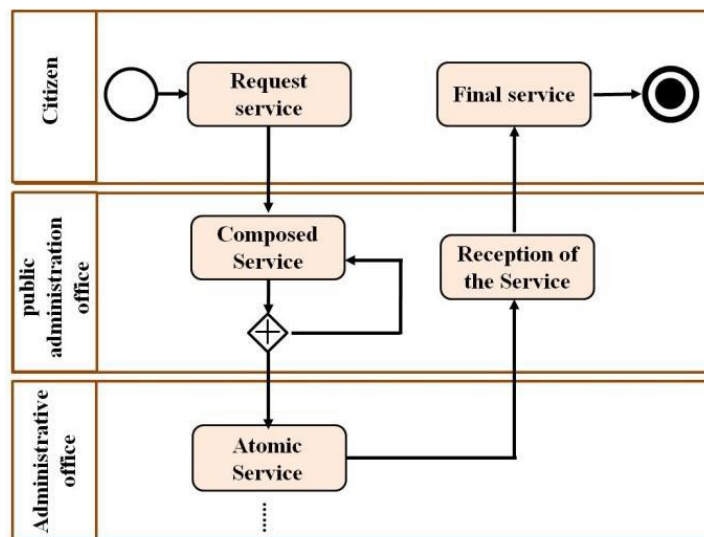 Citizen
Request
service
Final service
public
administration
office
Composed
Service
Reception of
the Service
Administrative
office
Atomic
Service